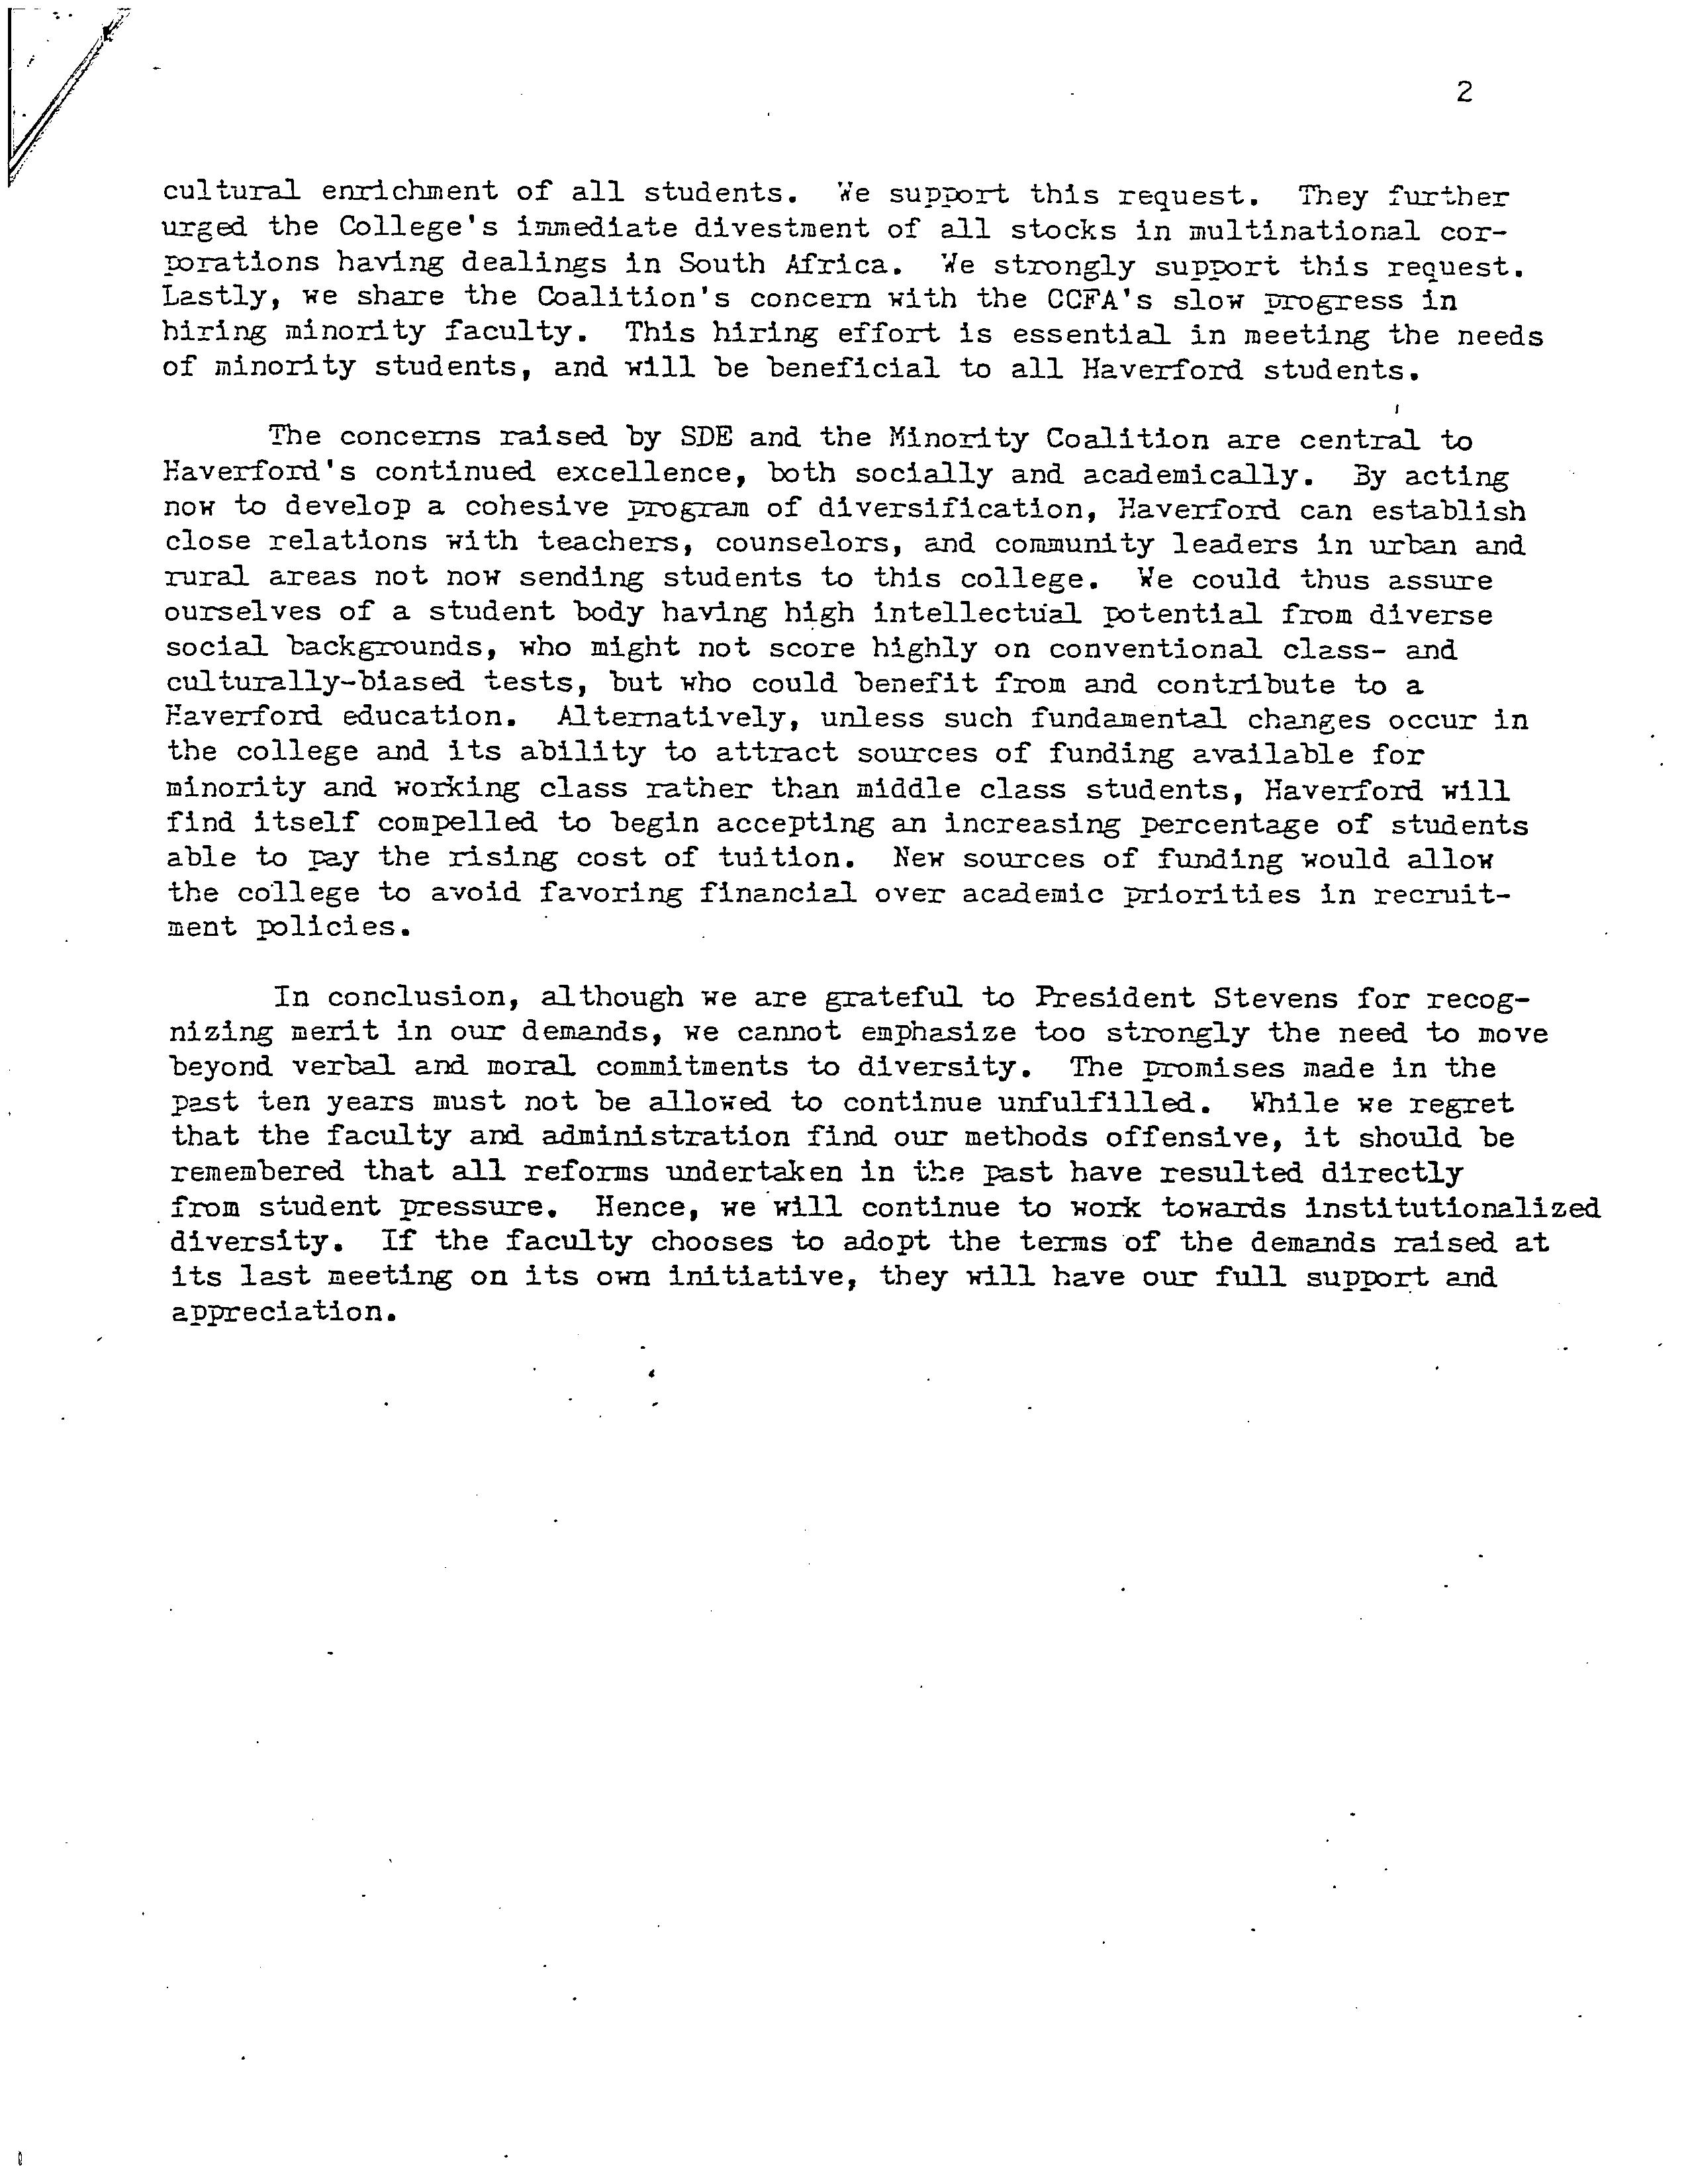 2
cultural enrichment of all students. We support this request. They further
urged the College's immediate divestment of all stocks in multinational cor-
porations having dealings in South Africa. We strongly support this request.
Lastly, we share the Coalition's concern with the CCFA's slow progress in
hiring minority faculty. This hiring effort is essential in meeting the needs
of minority students, and will be beneficial to all Haverford students.
The concerns raised by SDE and the Minority Coalition are central to
Haverford's continued excellence, both socially and academically. By acting
now to develop a cohesive program of diversification, Haverford can establish
close relations with teachers, counselors, and community leaders in urban and
rural areas not now sending students to this college. We could thus assure
ourselves of a student body having high intellectual potential from diverse
social backgrounds, who might not score highly on conventional class- and
culturally-biased tests, but who could benefit from and contribute to a
Haverford education. Alternatively, unless such fundamental changes occur in
the college and its ability to attract sources of funding available for
minority and working class rather than middle class students, Haverford will
find itself compelled to begin accepting an increasing percentage of students
able to pay the rising cost of tuition. New sources of funding would allow
the college to avoid favoring financial over academic priorities in recruit-
ment policies.
In conclusion, although we are grateful to President Stevens for recog-
nizing merit in our demands, we cannot emphasize too strongly the need to move
beyond verbal and moral commitments to diversity. The promises made in the
past ten years must not be allowed to continue unfulfilled. While we regret
that the faculty and administration find our methods offensive, it should be
remembered that all reforms undertaken in the past have resulted directly
from student pressure. Hence, we will continue to work towards institutionalized
diversity. If the faculty chooses to adopt the terms of the demands raised at
its last meeting on its own initiative, they will have our full support and
appreciation.